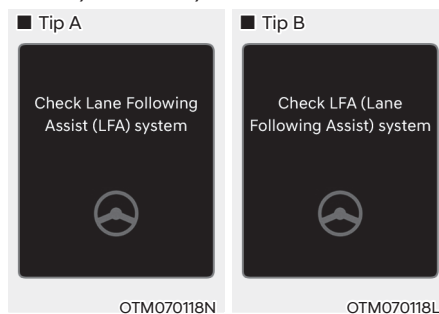 ■ Tip A
Check Lane Following
Assist (LFA) system
OTM070118N
■ Tip B
Check LFA (Lane
Following Assist) system
OTM070118L